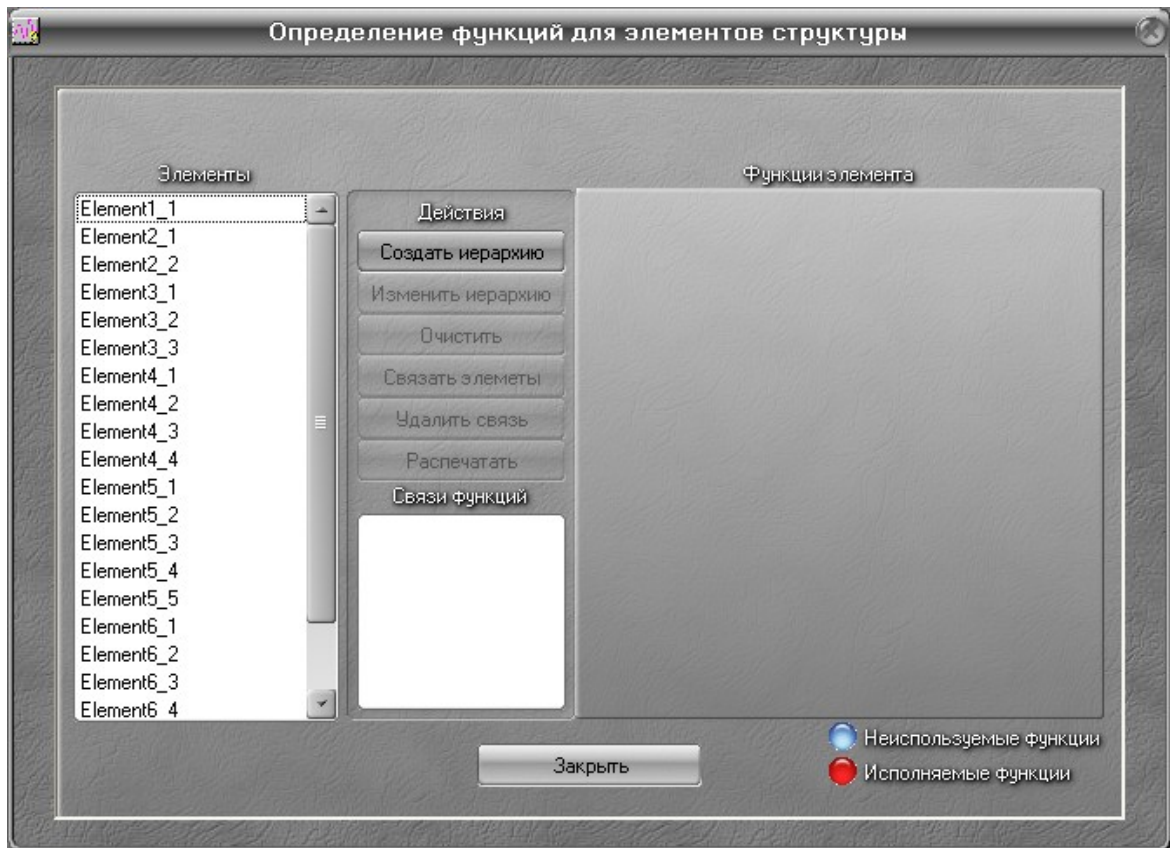 Определение функций для элементов структуры
Элементы
Функции элемента
Element1_1
Element2_1
Element2_2
Element3_1
Element3_2
Element3_3
Element4_1
Element4_2
Element4_3
Element4_4
Element5_1
Element5_2
Element5_3
Element5_4
Element5_5
Element6_1
Element6_2
Element6_3
Element6_4
Действия
Создать иерархию
Изменить иерархию
Очистить
Связать элеметы
Удалить связь
Распечатать
Связи функций
Неиспользуемые функции
Исполняемые функции
Закрыть